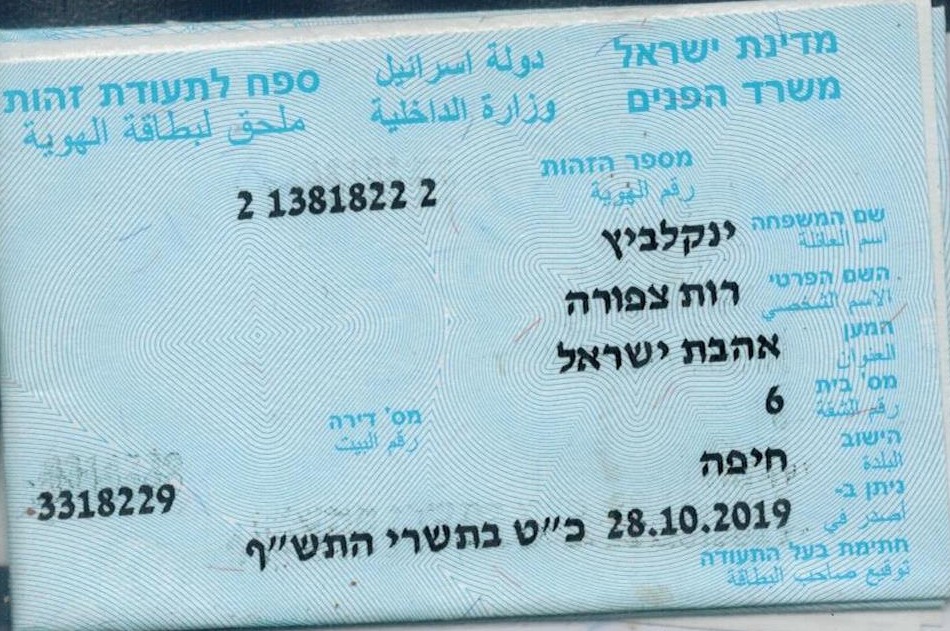 מדינת ישראל دولة اسرائيل ספח לתעודת זהות
משרד הפנים وزارة الداخلية ملحق لبطاقة الهوية
מספר הזהות
رقم الهوية
2 1381822 2
שם המשפחה ינקלביץ
اسم العائلة
השם הפרטי רות צפורה
الاسم الشخصي
המען אהבת ישראל
العنوان
מס' בית 6
رقم الشقة
מס' דירה
رقم البيت
הישוב חיפה
البلدة
3318229
ניתן ב- 28.10.2019 כ"ט בתשרי התש"ף
اصدر في
חתימת בעל התעודה
توقيع صاحب البطاقة